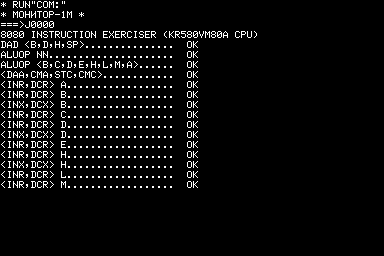 * RUN"COM:"
* МОНИТОР-1М *
===>J0000
8080 INSTRUCTION EXERCISER (KR580VM80A CPU)
DAD <B,D,H,SP>................  OK
ALUOP NN......................  OK
ALUOP <B,C,D,E,H,L,M,A>.......  OK
<DAA,CMA,STC,CMC>.............  OK
<INR,DCR> A...................  OK
<INR,DCR> B...................  OK
<INX,DCX> B...................  OK
<INR,DCR> C...................  OK
<INR,DCR> D...................  OK
<INX,DCX> D...................  OK
<INR,DCR> E...................  OK
<INR,DCR> H...................  OK
<INX,DCX> H...................  OK
<INR,DCR> L...................  OK
<INR,DCR> M...................  OK